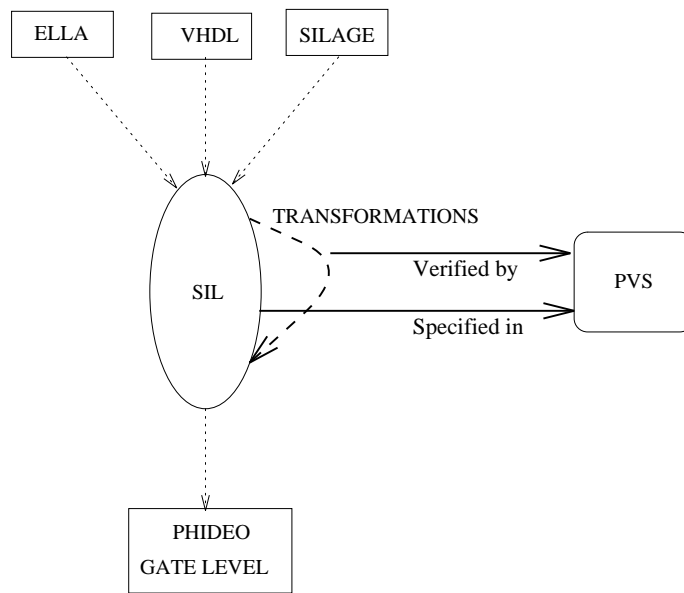 ELLA
VHDL
SILAGE
TRANSFORMATIONS
Verified by
SIL
PVS
Specified in
PHIDEO
GATE LEVEL